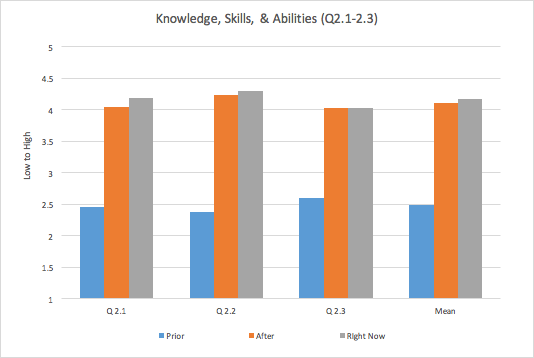 Knowledge, Skills, & Abilities (Q2.1-2.3)
5
4.5
4
3.5
3
2.5
2
1.5
1
Low to High
Q 2.1 Q 2.2 Q 2.3 Mean
Prior After Right Now